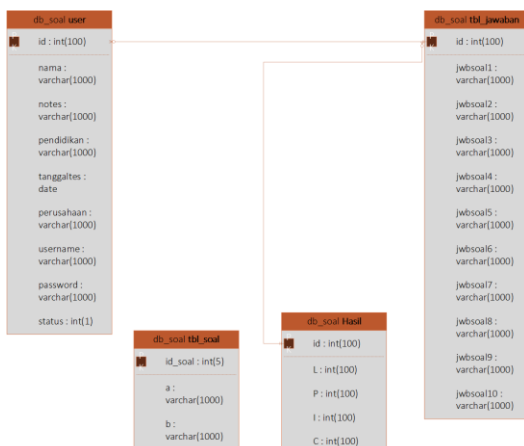 db_soal user
id : int(100)
nama :
varchar(1000)
notes :
varchar(1000)
pendidikan :
varchar(1000)
tanggaltes :
date
perusahaan :
varchar(1000)
username :
varchar(1000)
password :
varchar(1000)
status : int(1)
db_soal tbl_soal
id_soal : int(5)
a :
varchar(1000)
b :
varchar(1000)
db_soal Hasil
id : int(100)
L : int(100)
P : int(100)
I : int(100)
C : int(100)
db_soal tbl_jawaban
id : int(100)
jwbsoal1 :
varchar(1000)
jwbsoal2 :
varchar(1000)
jwbsoal3 :
varchar(1000)
jwbsoal4 :
varchar(1000)
jwbsoal5 :
varchar(1000)
jwbsoal6 :
varchar(1000)
jwbsoal7 :
varchar(1000)
jwbsoal8 :
varchar(1000)
jwbsoal9 :
varchar(1000)
jwbsoal10 :
varchar(1000)